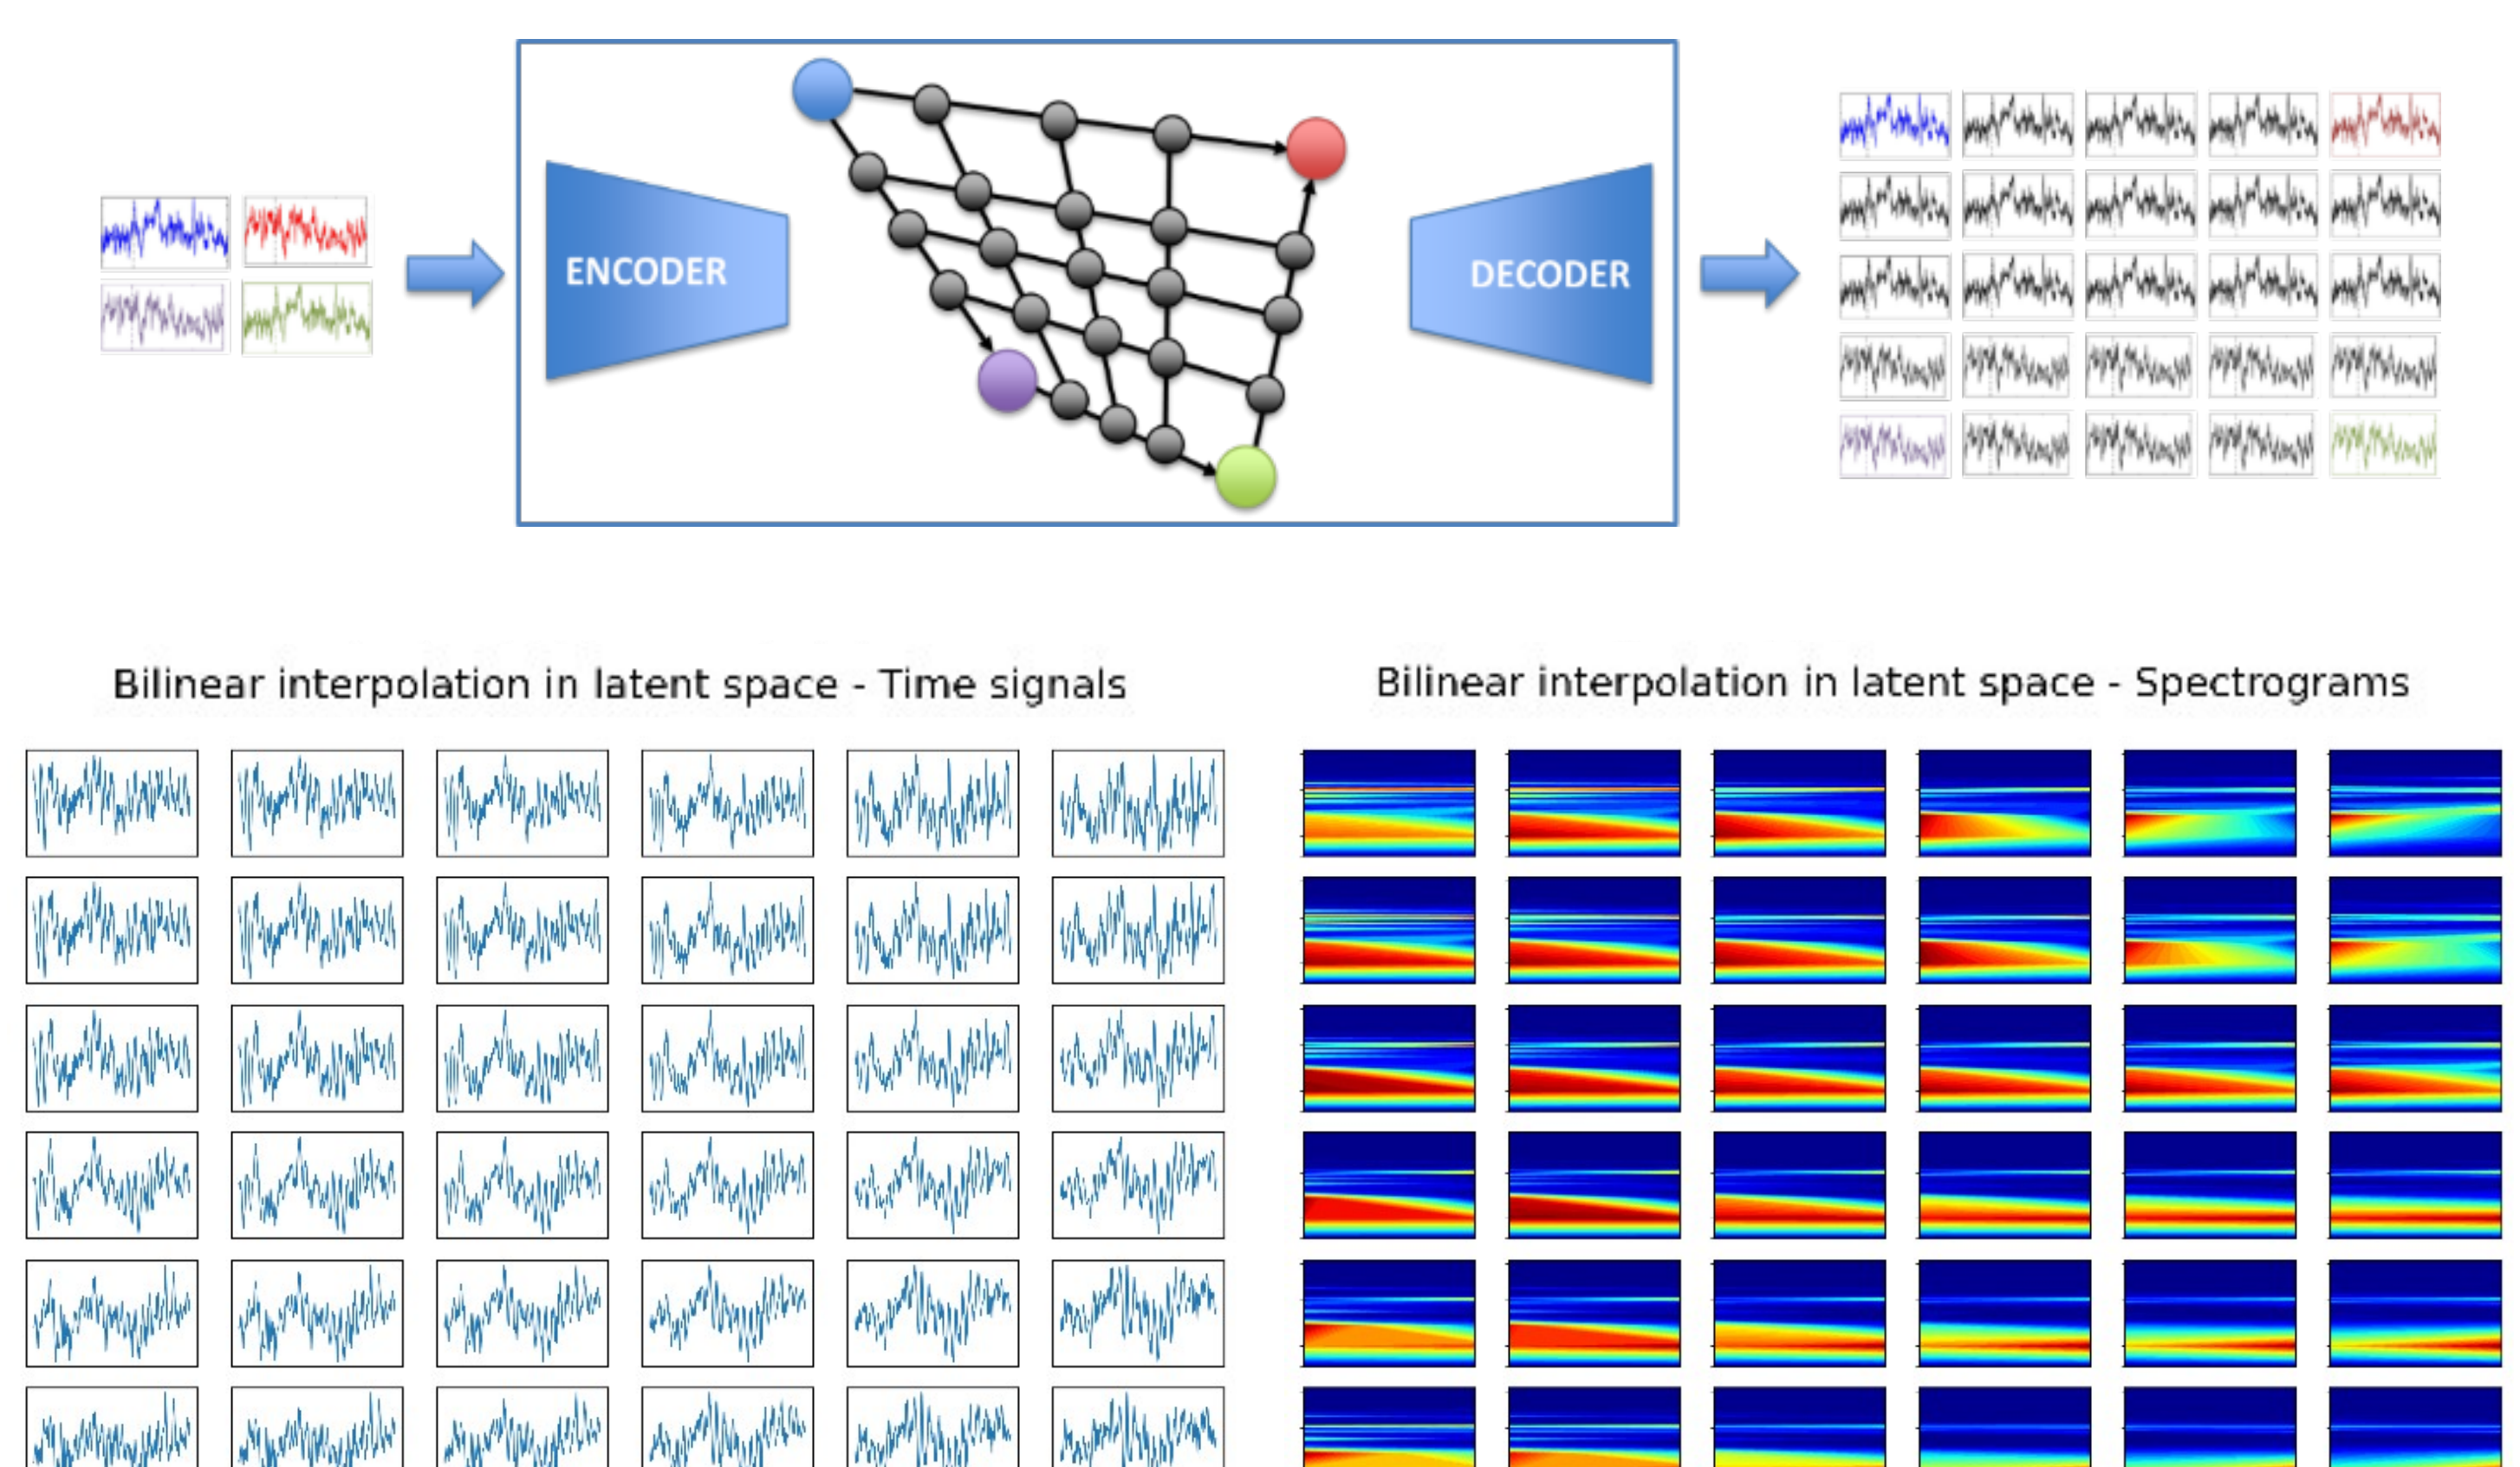 ENCODER
DECODER
Bilinear interpolation in latent space - Time signals
Bilinear interpolation in latent space - Spectrograms